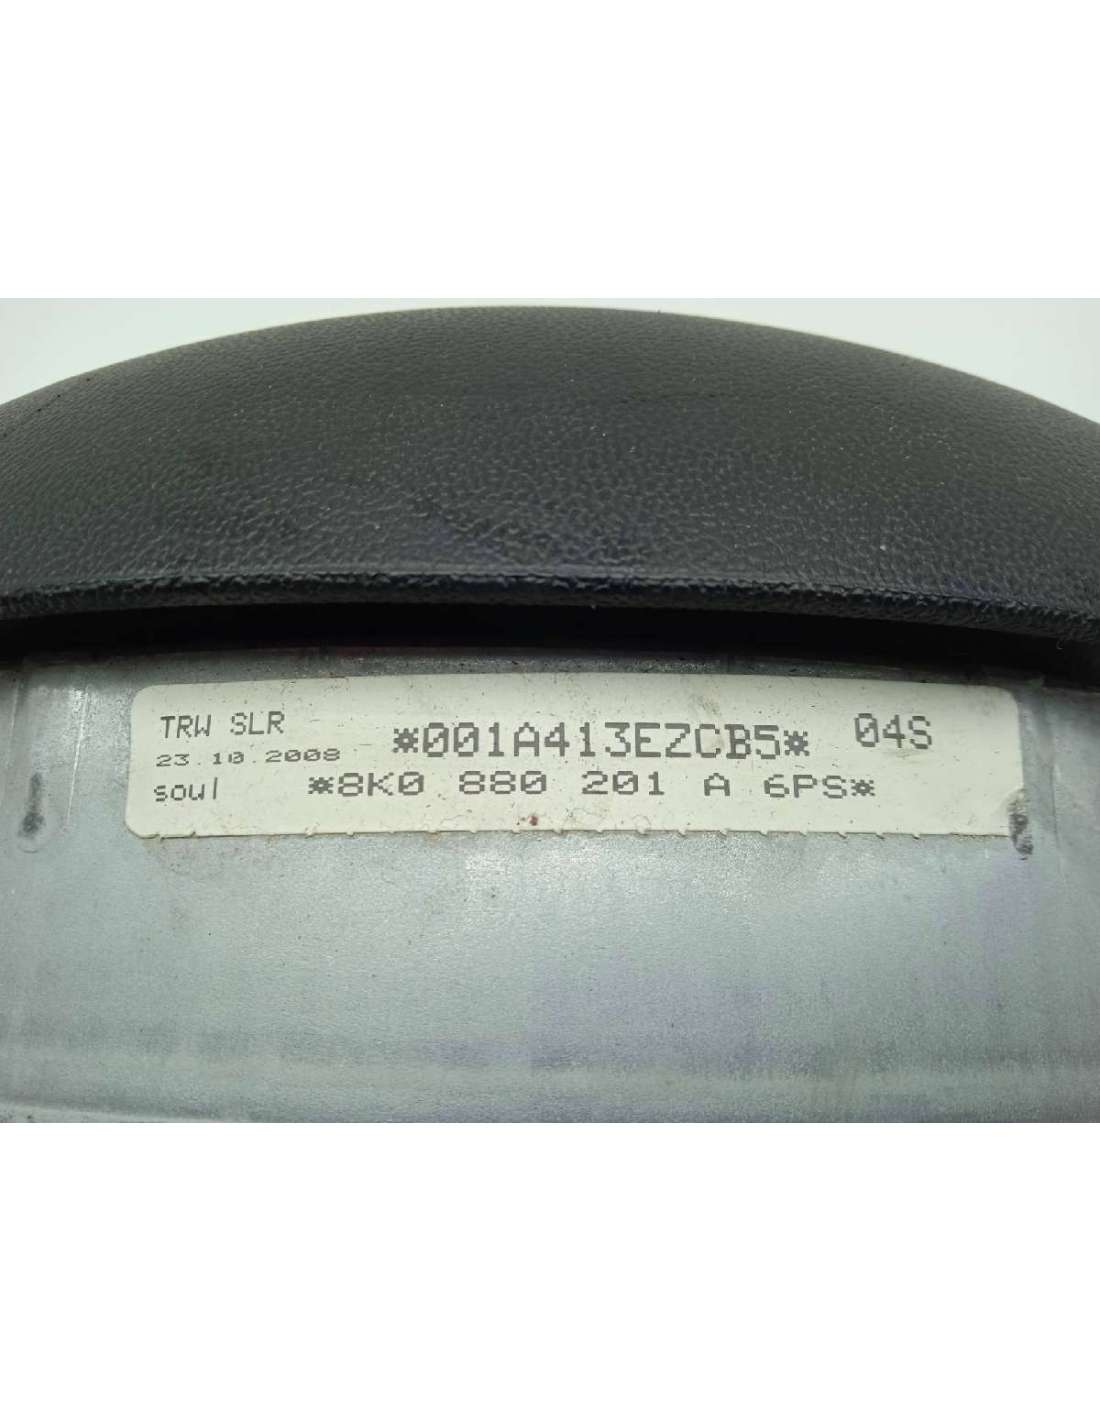 TRW SLR *001A413EZCB5* 04S
23.10.2008
soul *8K0 880 201 A 6PS*